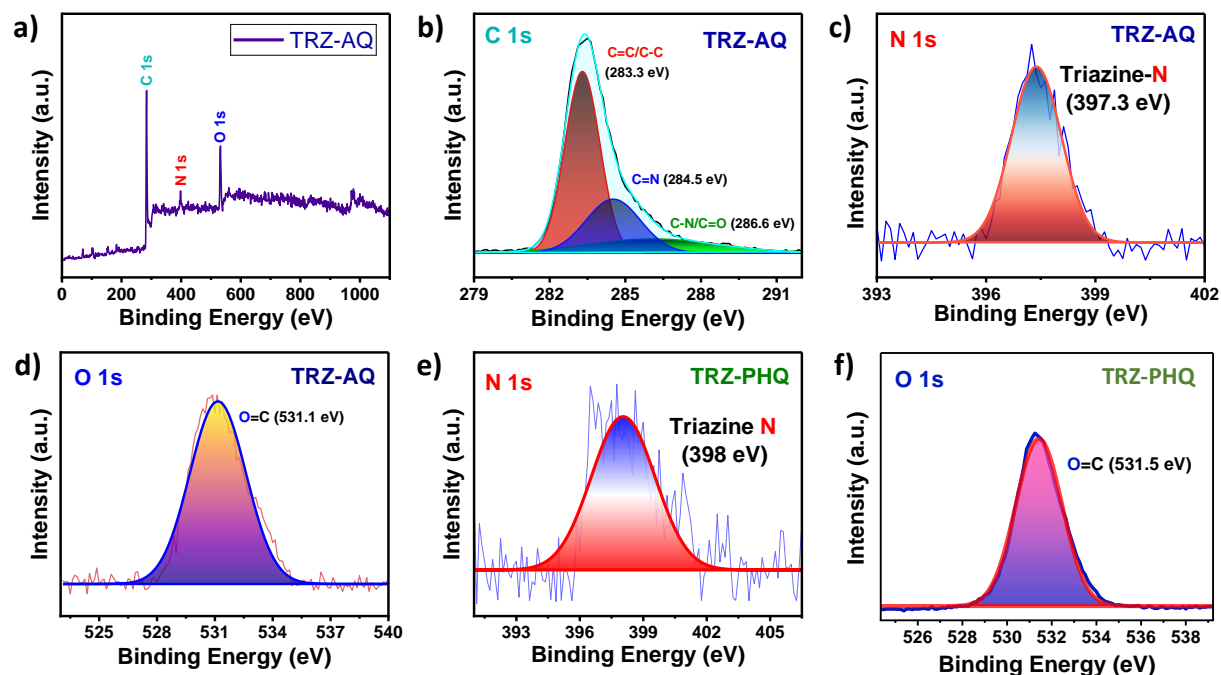 a)
TRZ-AQ
C 1s
N 1s
O 1s
Intensity (a.u.)
0 200 400 600 800 1000
Binding Energy (eV)
b)
C 1s
TRZ-AQ
C=C/C-C
(283.3 eV)
C=N (284.5 eV)
C-N/C=O (286.6 eV)
Intensity (a.u.)
279 282 285 288 291
Binding Energy (eV)
c)
N 1s
TRZ-AQ
Triazine-N
(397.3 eV)
Intensity (a.u.)
393 396 399 402
Binding Energy (eV)
d)
O 1s
TRZ-AQ
O=C (531.1 eV)
Intensity (a.u.)
525 528 531 534 537 540
Binding Energy (eV)
e)
N 1s
TRZ-PHQ
Triazine N
(398 eV)
Intensity (a.u.)
393 396 399 402 405
Binding Energy (eV)
f)
O 1s
TRZ-PHQ
O=C (531.5 eV)
Intensity (a.u.)
526 528 530 532 534 536 538
Binding Energy (eV)